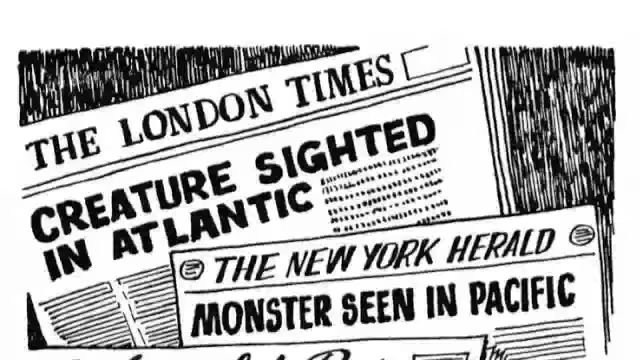 THE LONDON TIMES
CREATURE SIGHTED
IN ATLANTIC
THE NEW YORK HERALD
MONSTER SEEN IN PACIFIC